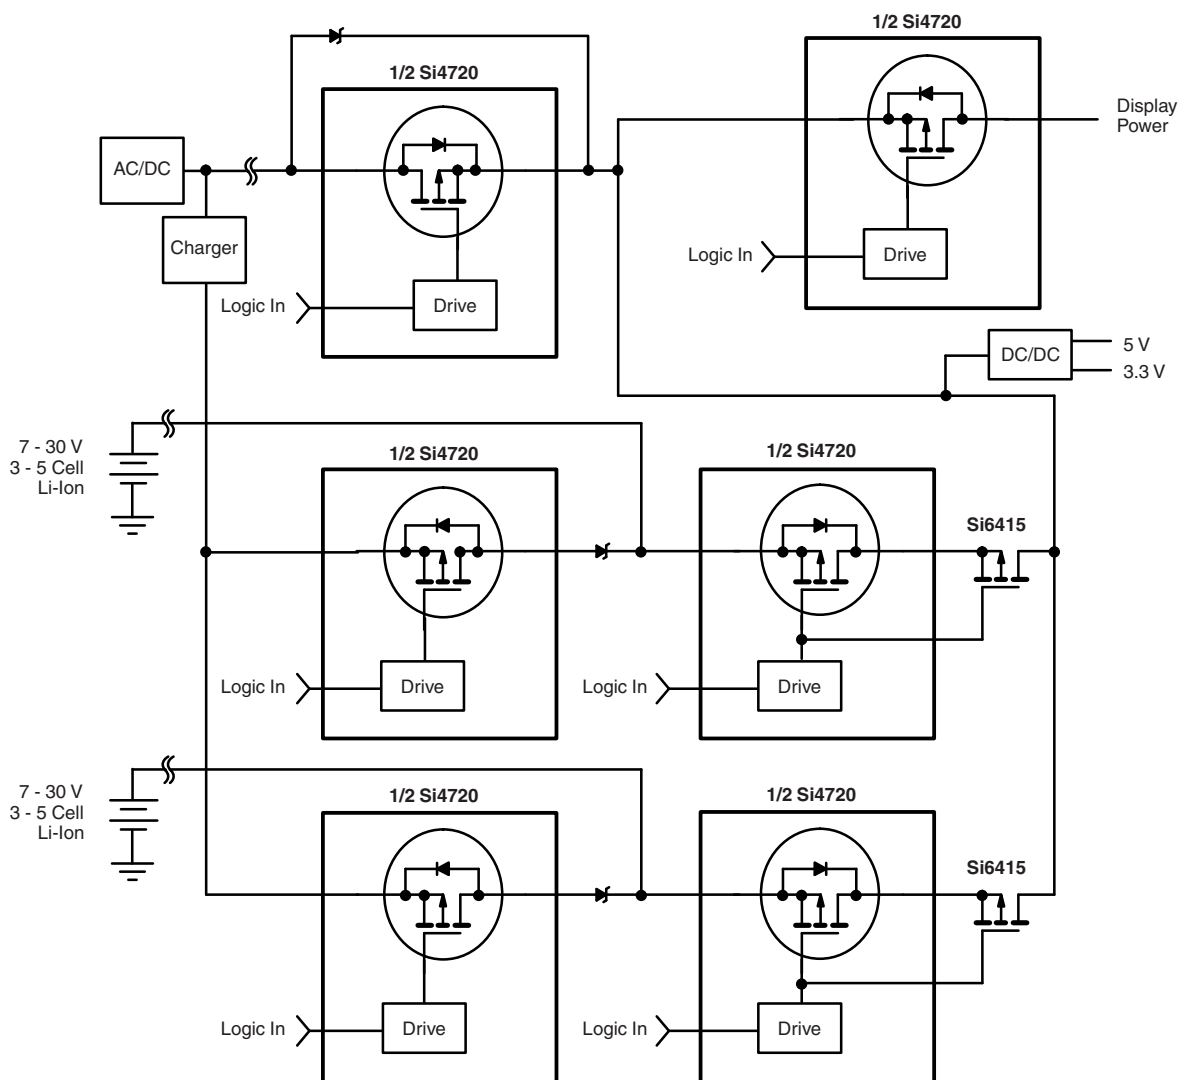 1/2 Si4720
1/2 Si4720
Display
Power
AC/DC
Charger
Logic In
Drive
Logic In
Drive
DC/DC
5 V
3.3 V
7 - 30 V
3 - 5 Cell
Li-Ion
1/2 Si4720
1/2 Si4720
Si6415
Logic In
Drive
Logic In
Drive
7 - 30 V
3 - 5 Cell
Li-Ion
1/2 Si4720
1/2 Si4720
Si6415
Logic In
Drive
Logic In
Drive